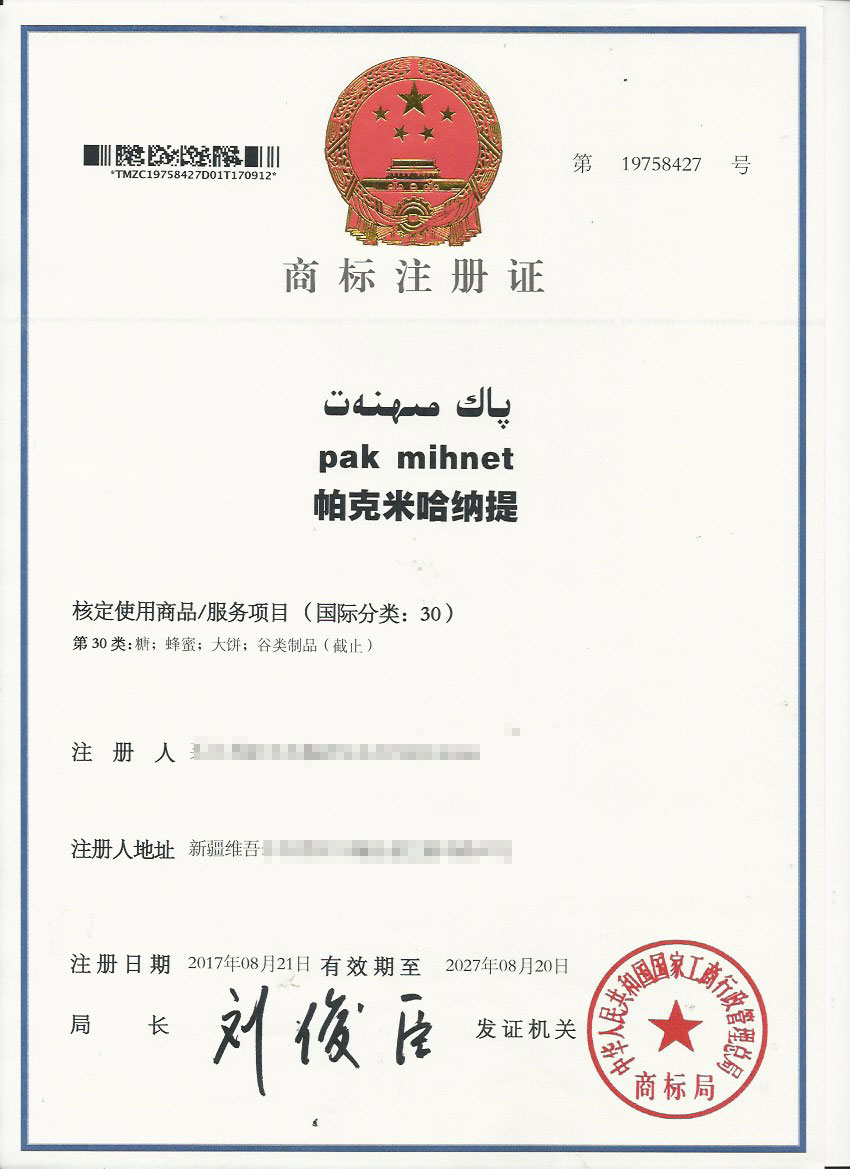 *TMZC19758427D01T170912*
第 19758427 号
商标注册证
پاك مىھنەت
pak mihnet
帕克米哈纳提
核定使用商品/服务项目（国际分类：30）
第30类:糖；蜂蜜；大饼；谷类制品（截止）
注册人
注册人地址 新疆维吾
注册日期 2017年08月21日 有效期至 2027年08月20日
局长 刘俊臣 发证机关
中华人民共和国国家工商行政管理总局
商标局